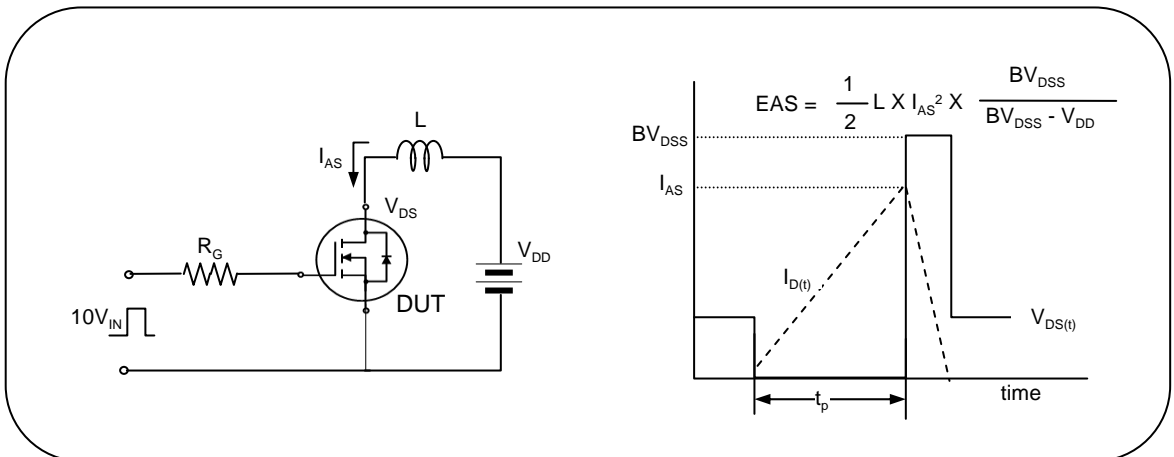 L
I_AS
V_DS
R_G
V_DD
10V_IN
DUT
EAS = 1/2 L X I_AS² X BV_DSS / (BV_DSS - V_DD)
BV_DSS
I_AS
I_D(t)
V_DS(t)
t_p
time